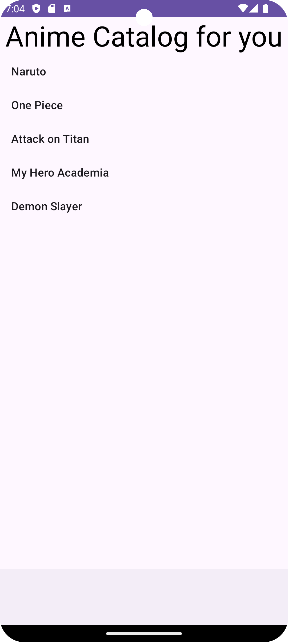 7:04
Anime Catalog for you
Naruto
One Piece
Attack on Titan
My Hero Academia
Demon Slayer